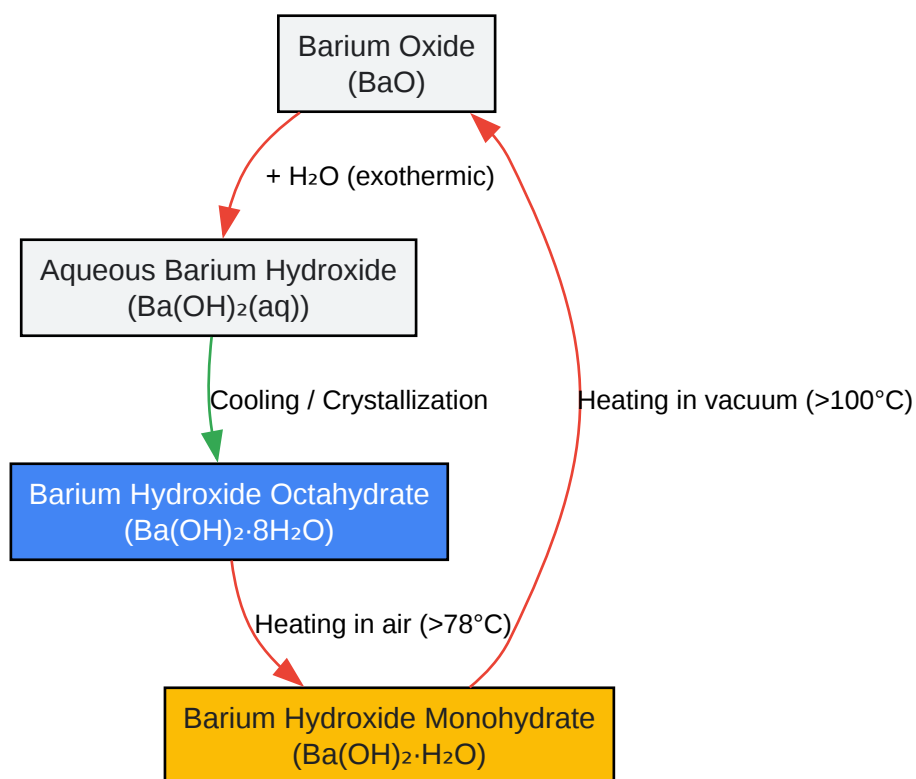 Barium Oxide
(BaO)
+ H₂O (exothermic)
Aqueous Barium Hydroxide
(Ba(OH)₂(aq))
Cooling / Crystallization
Heating in vacuum (>100°C)
Barium Hydroxide Octahydrate
(Ba(OH)₂·8H₂O)
Heating in air (>78°C)
Barium Hydroxide Monohydrate
(Ba(OH)₂·H₂O)